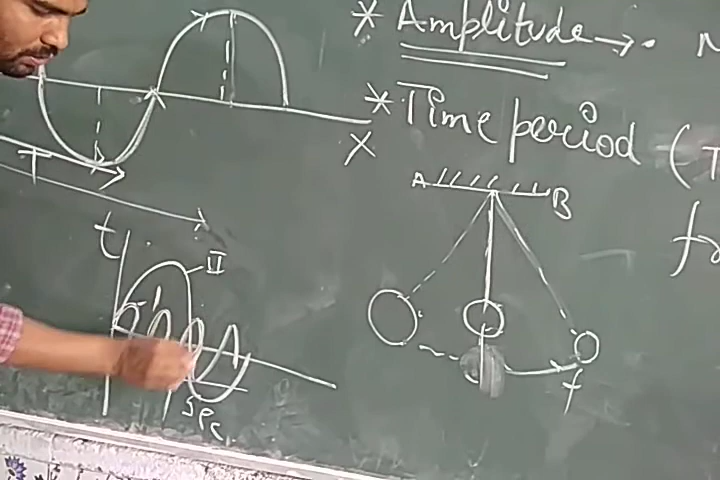 * Amplitude →
* Time period (T
X
T
A B
t
II
I
Sec
f